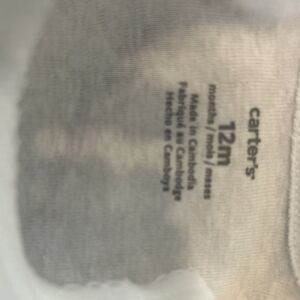 carter's
12m
months / mois / meses
Made in Cambodia
Fabriqué au Cambodge
Hecho en Camboya